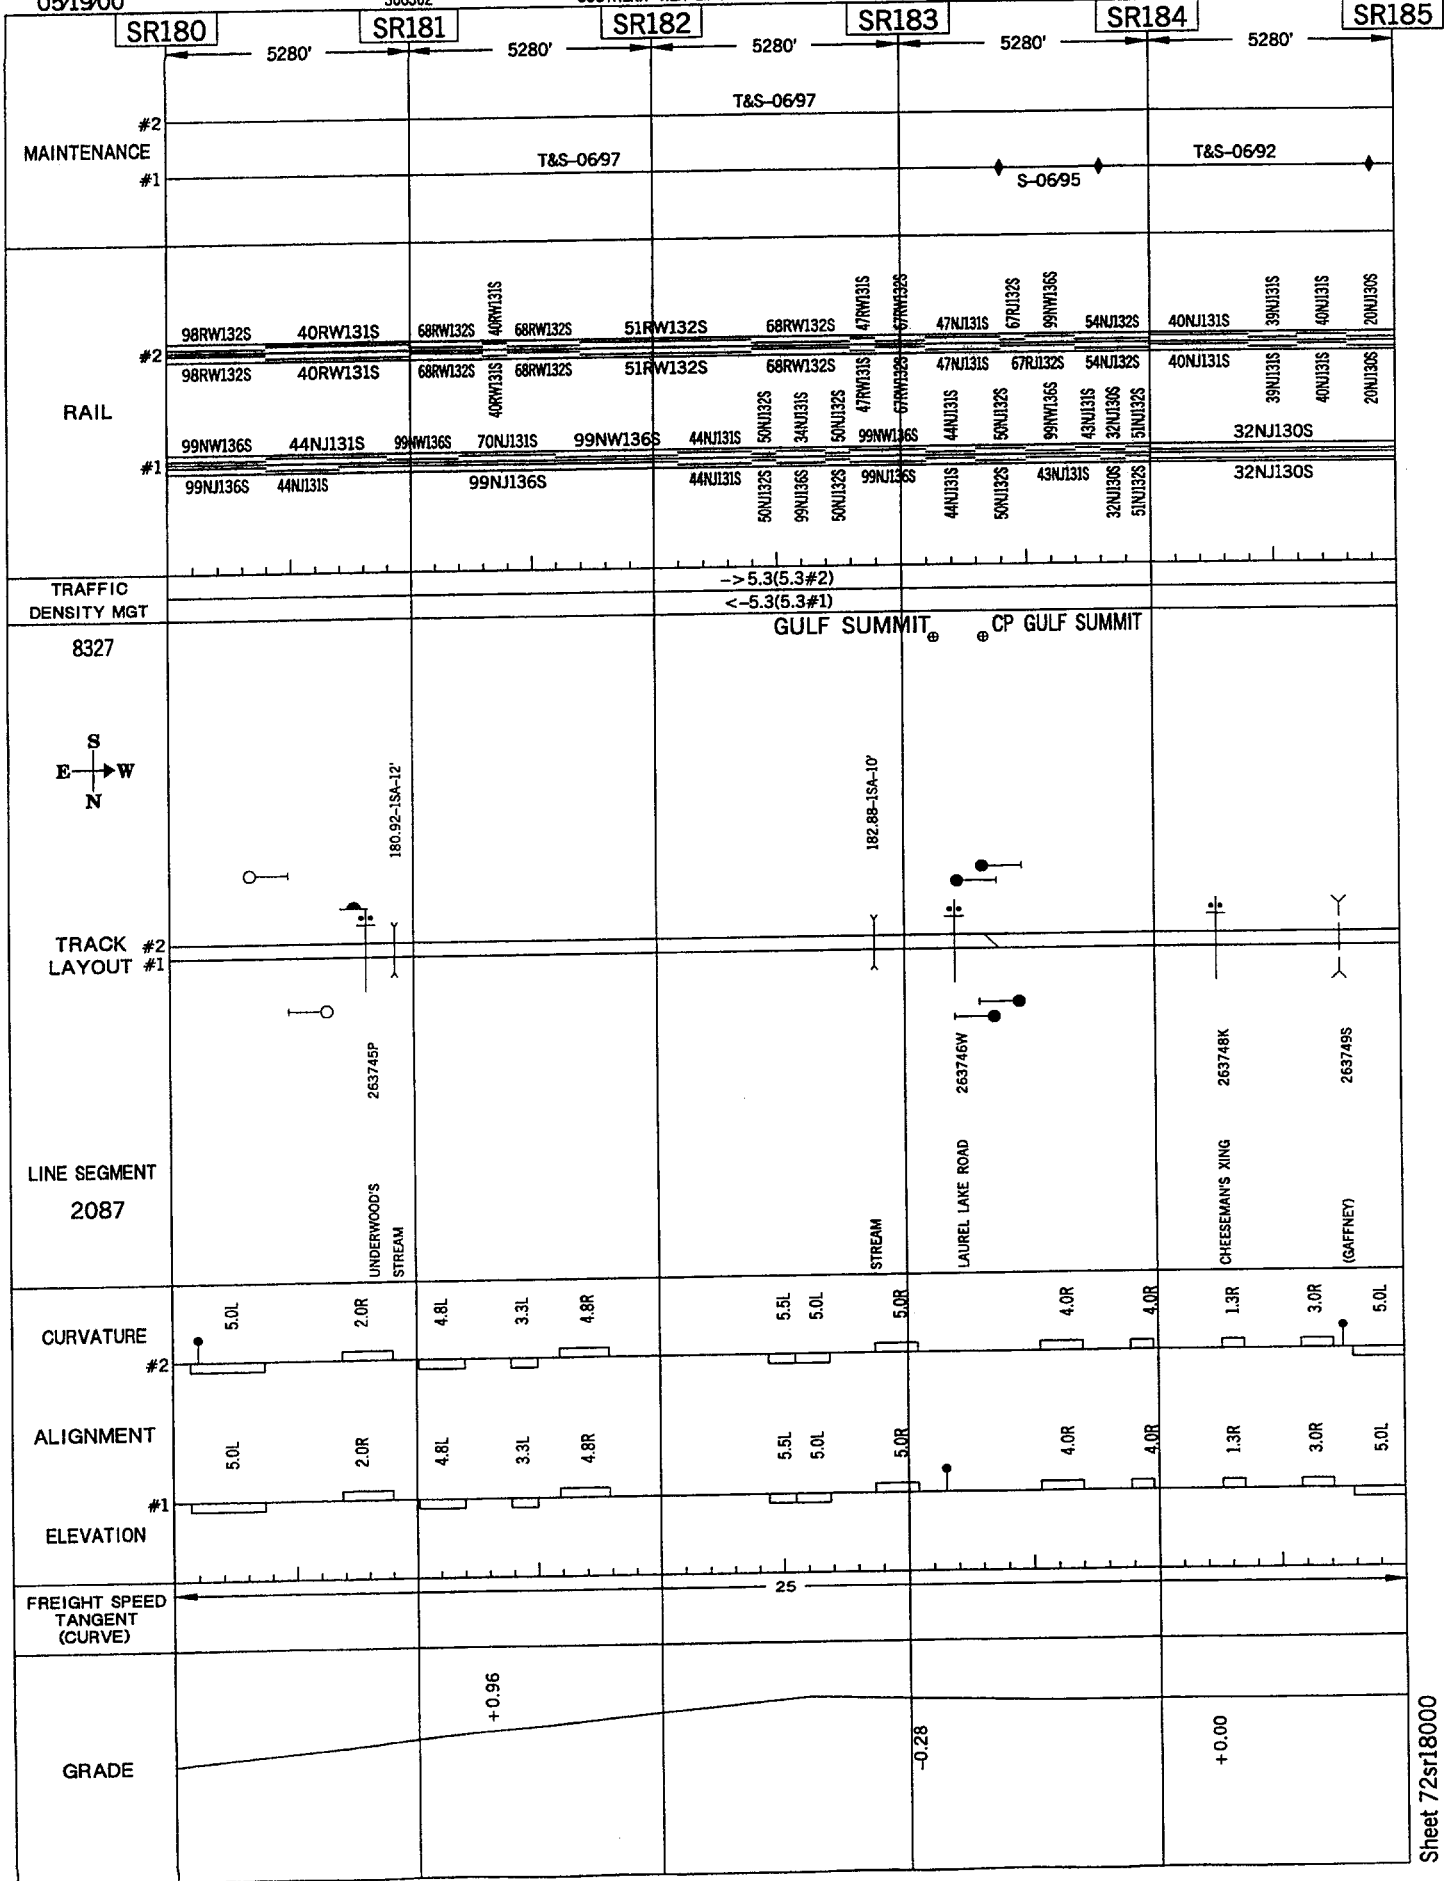 05/19/00
SR180 SR181 SR182 SR183 SR184 SR185
5280' 5280' 5280' 5280' 5280'
T&S-06/97
#2
MAINTENANCE
T&S-06/97 T&S-06/92
#1
S-06/95
40RW131S 47RW131S 67RW132S 67RJ132S 99NW136S 39NJ131S 40NJ131S 20NJ130S
98RW132S 40RW131S 68RW132S 68RW132S 51RW132S 68RW132S 47NJ131S 54NJ132S 40NJ131S
#2
98RW132S 40RW131S 68RW132S 68RW132S 51RW132S 68RW132S 47NJ131S 67RJ132S 54NJ132S 40NJ131S
40RW131S 47RW131S 67RW132S 39NJ131S 40NJ131S 20NJ130S
RAIL
50NJ132S 34NJ131S 50NJ132S 44NJ131S 50NJ132S 99NW136S 43NJ131S 32NJ130S 51NJ132S
99NW136S 44NJ131S 99NW136S 70NJ131S 99NW136S 44NJ131S 99NW136S 32NJ130S
#1
99NJ136S 44NJ131S 99NJ136S 44NJ131S 99NJ136S 43NJ131S 32NJ130S
50NJ132S 99NJ136S 50NJ132S 44NJ131S 50NJ132S 32NJ130S 51NJ132S
TRAFFIC
DENSITY MGT
->5.3(5.3#2)
<-5.3(5.3#1)
GULF SUMMIT CP GULF SUMMIT
8327
S
E W
N
180.92-1SA-12' 182.88-1SA-10'
TRACK #2
LAYOUT #1
263745P 263746W 263748K 263749S
LINE SEGMENT
2087
UNDERWOOD'S STREAM STREAM LAUREL LAKE ROAD CHEESEMAN'S XING (GAFFNEY)
CURVATURE
5.0L 2.0R 4.8L 3.3L 4.8R 5.5L 5.0L 5.0R 4.0R 4.0R 1.3R 3.0R 5.0L
#2
ALIGNMENT
5.0L 2.0R 4.8L 3.3L 4.8R 5.5L 5.0L 5.0R 4.0R 4.0R 1.3R 3.0R 5.0L
#1
ELEVATION
25
FREIGHT SPEED
TANGENT
(CURVE)
+0.96
-0.28
+0.00
GRADE
Sheet 72sr18000